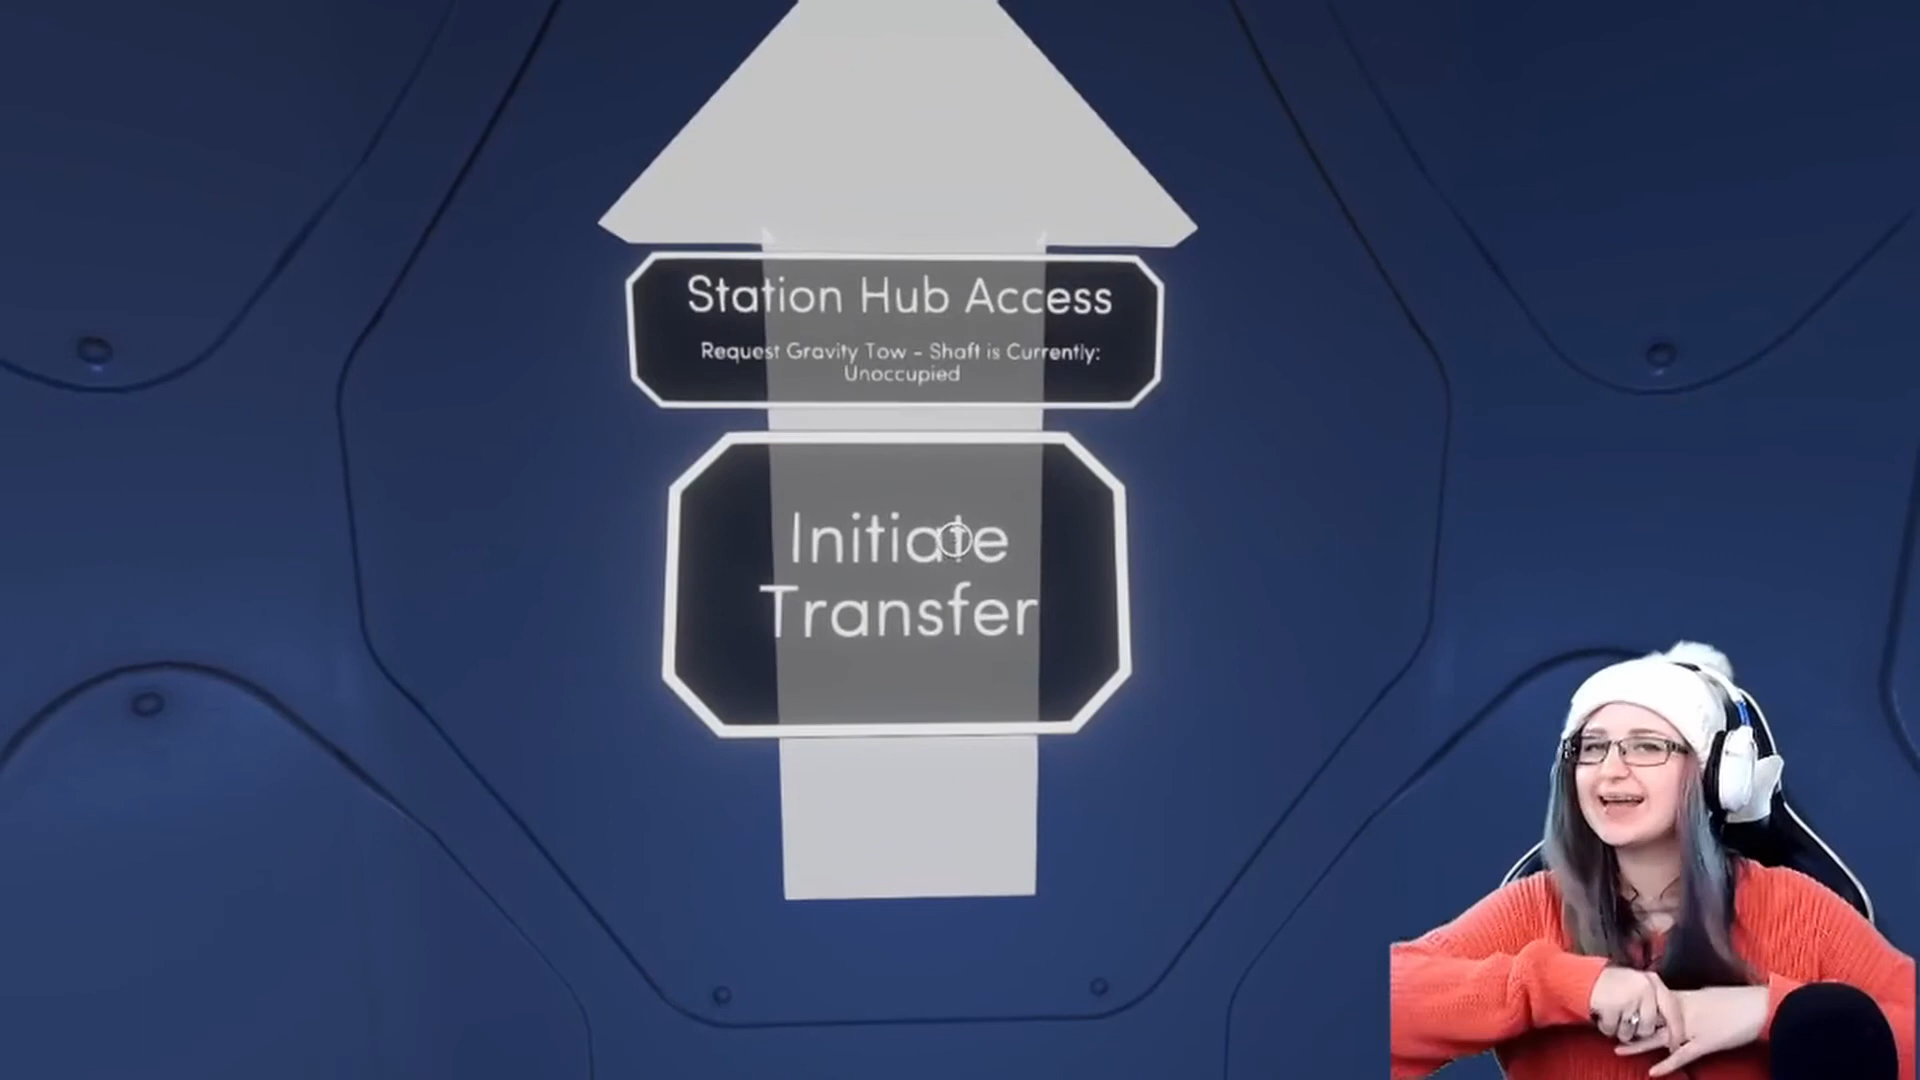 Station Hub Access
Request Gravity Tow - Shaft is Currently:
Unoccupied
Initiate
Transfer